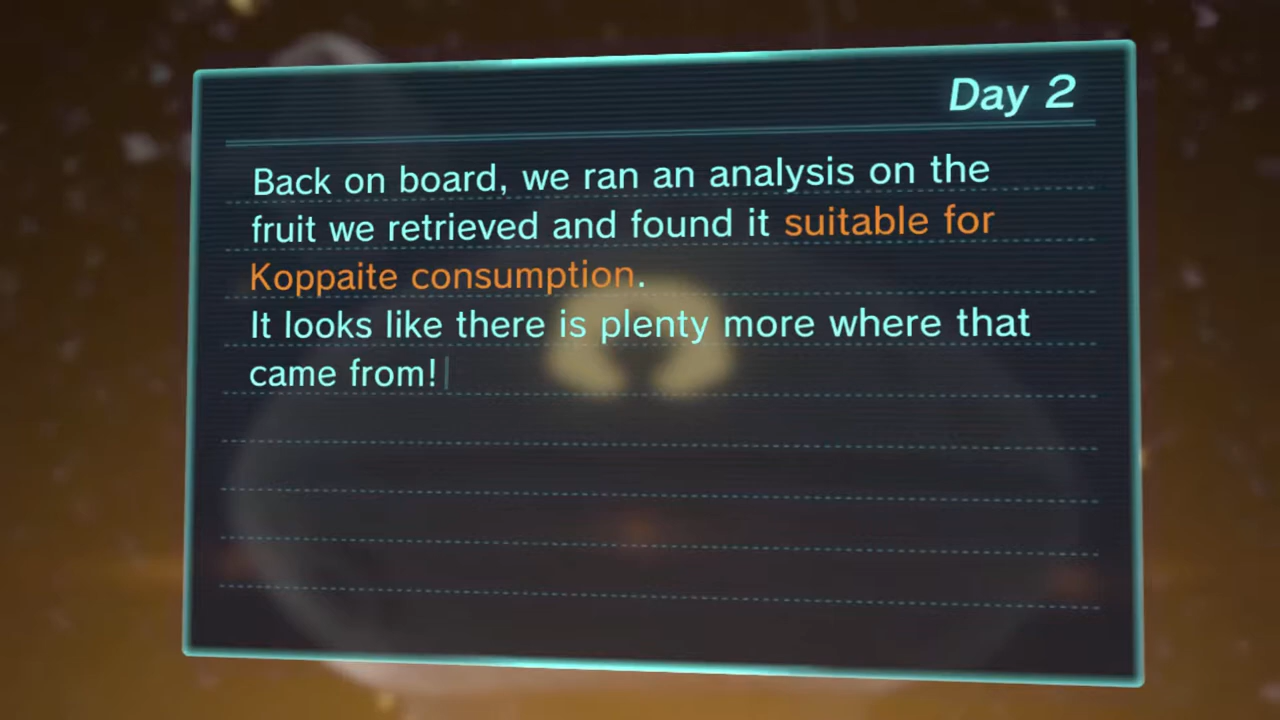 Day 2
Back on board, we ran an analysis on the
fruit we retrieved and found it suitable for
Koppaite consumption.
It looks like there is plenty more where that
came from!